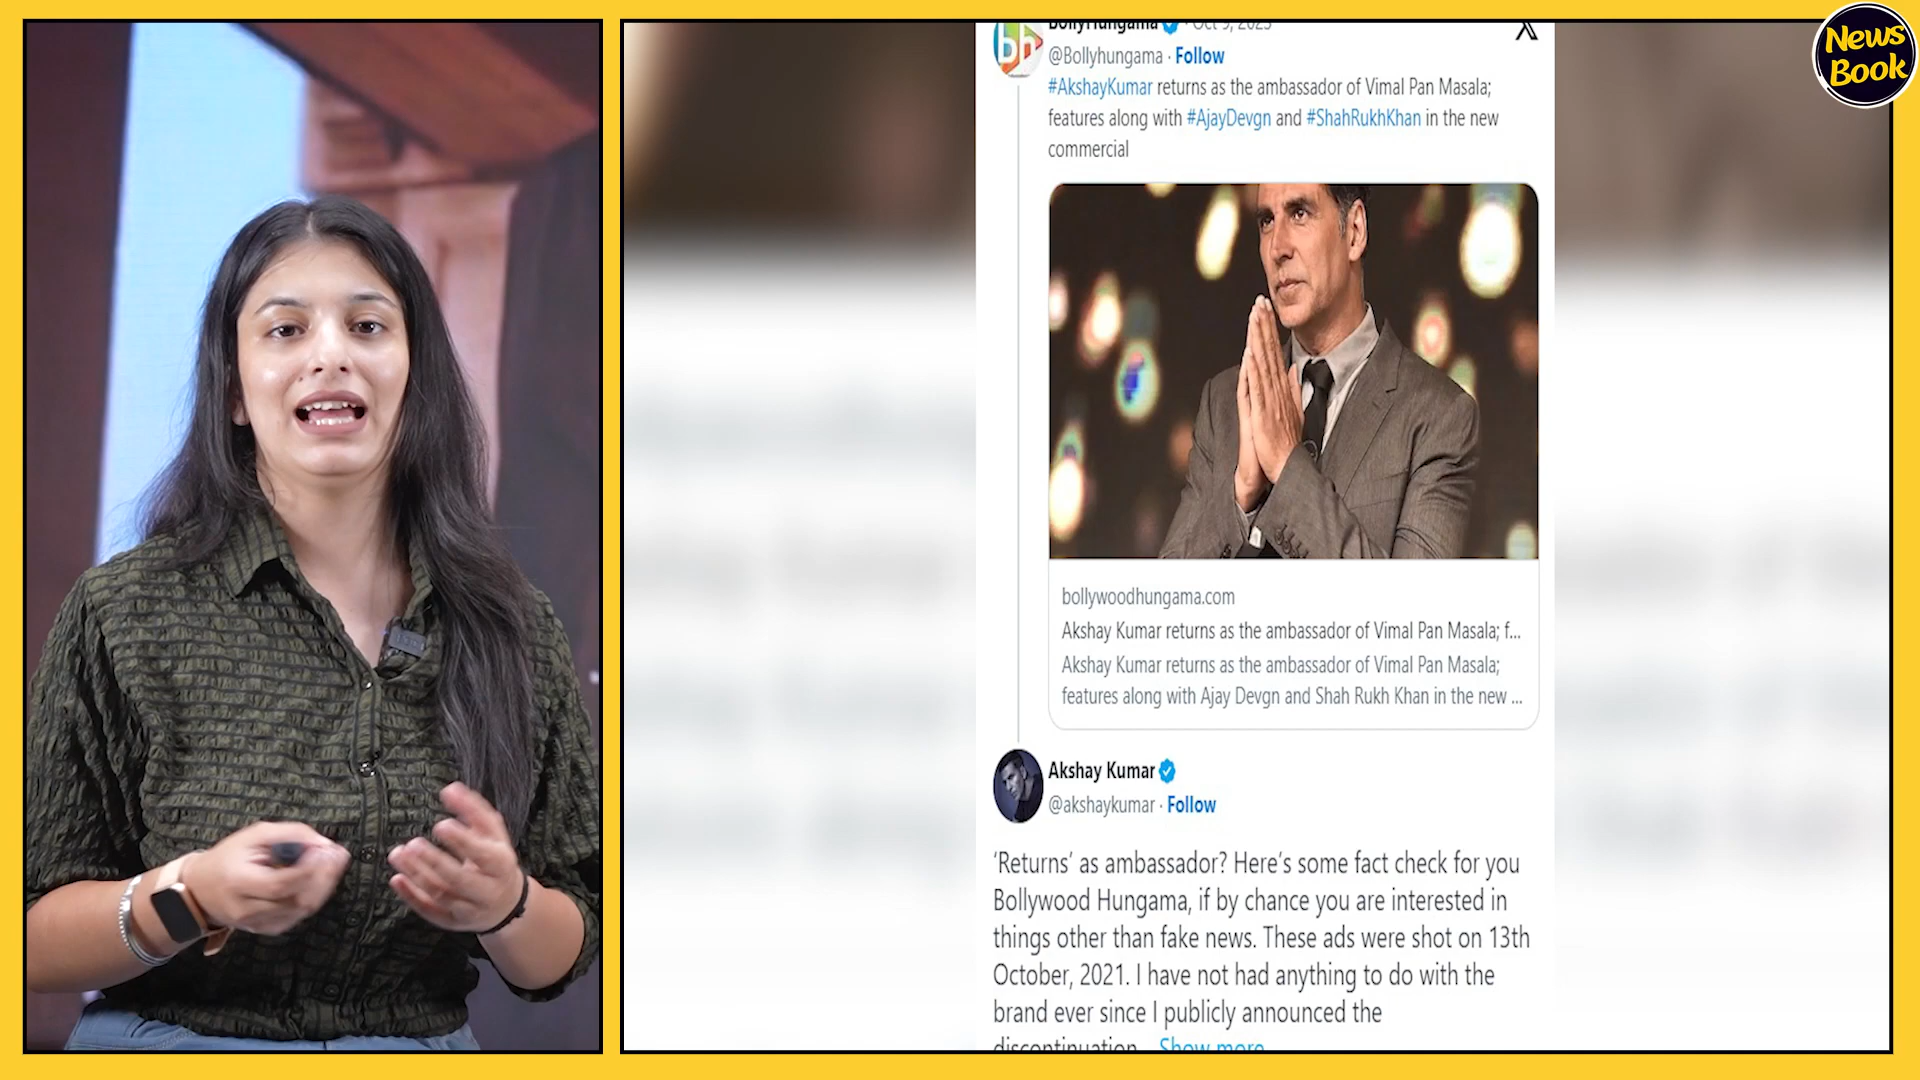 News
Book
BollyHungama · Oct 9, 2023
@Bollyhungama · Follow
#AkshayKumar returns as the ambassador of Vimal Pan Masala;
features along with #AjayDevgn and #ShahRukhKhan in the new
commercial
bollywoodhungama.com
Akshay Kumar returns as the ambassador of Vimal Pan Masala; f...
Akshay Kumar returns as the ambassador of Vimal Pan Masala;
features along with Ajay Devgn and Shah Rukh Khan in the new ...
Akshay Kumar
@akshaykumar · Follow
‘Returns’ as ambassador? Here’s some fact check for you
Bollywood Hungama, if by chance you are interested in
things other than fake news. These ads were shot on 13th
October, 2021. I have not had anything to do with the
brand ever since I publicly announced the
discontinuation... Show more